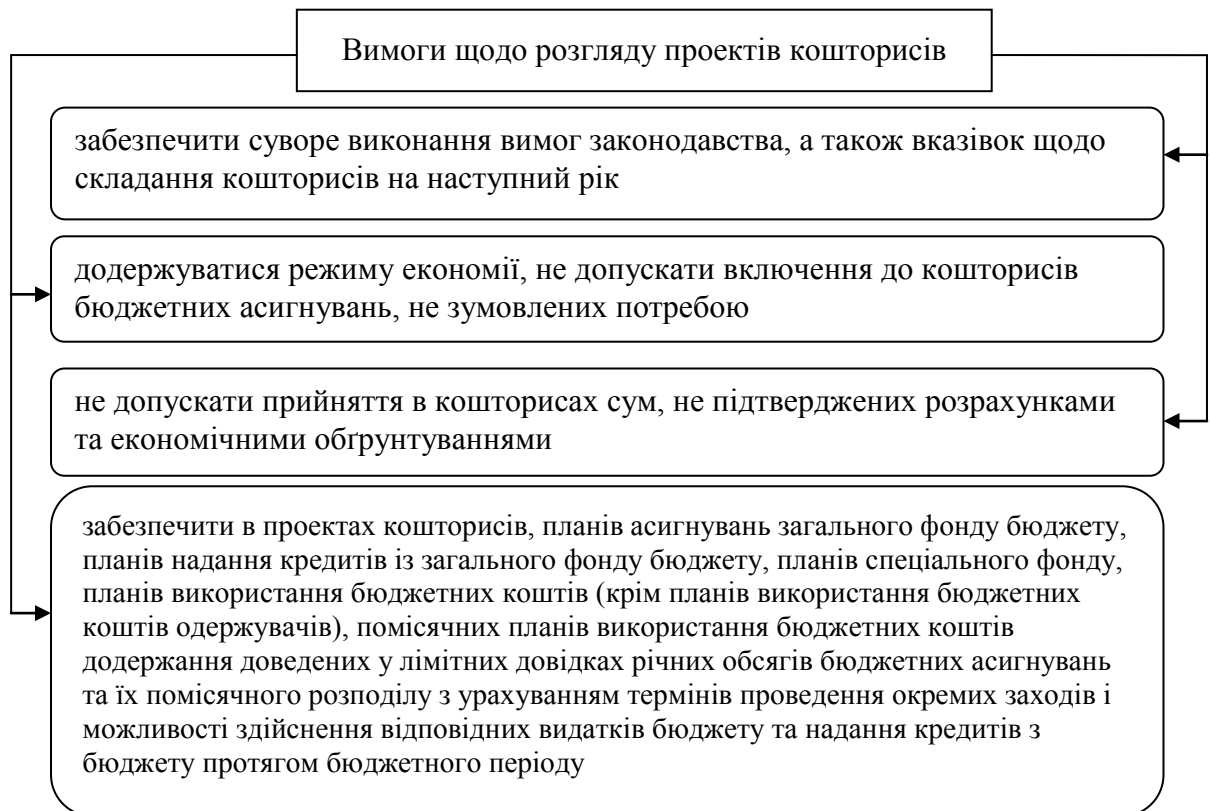 Вимоги щодо розгляду проектів кошторисів
забезпечити суворе виконання вимог законодавства, а також вказівок щодо
складання кошторисів на наступний рік
додержуватися режиму економії, не допускати включення до кошторисів
бюджетних асигнувань, не зумовлених потребою
не допускати прийняття в кошторисах сум, не підтверджених розрахунками
та економічними обґрунтуваннями
забезпечити в проектах кошторисів, планів асигнувань загального фонду бюджету,
планів надання кредитів із загального фонду бюджету, планів спеціального фонду,
планів використання бюджетних коштів (крім планів використання бюджетних
коштів одержувачів), помісячних планів використання бюджетних коштів
додержання доведених у лімітних довідках річних обсягів бюджетних асигнувань
та їх помісячного розподілу з урахуванням термінів проведення окремих заходів і
можливості здійснення відповідних видатків бюджету та надання кредитів з
бюджету протягом бюджетного періоду